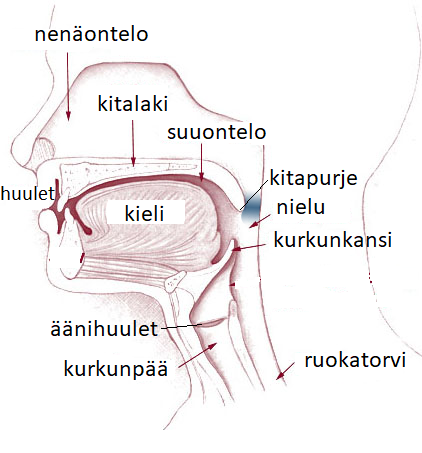 nenäontelo
kitalaki
suuontelo
kitapurje
huulet
nielu
kieli
kurkunkansi
äänihuulet
ruokatorvi
kurkunpää